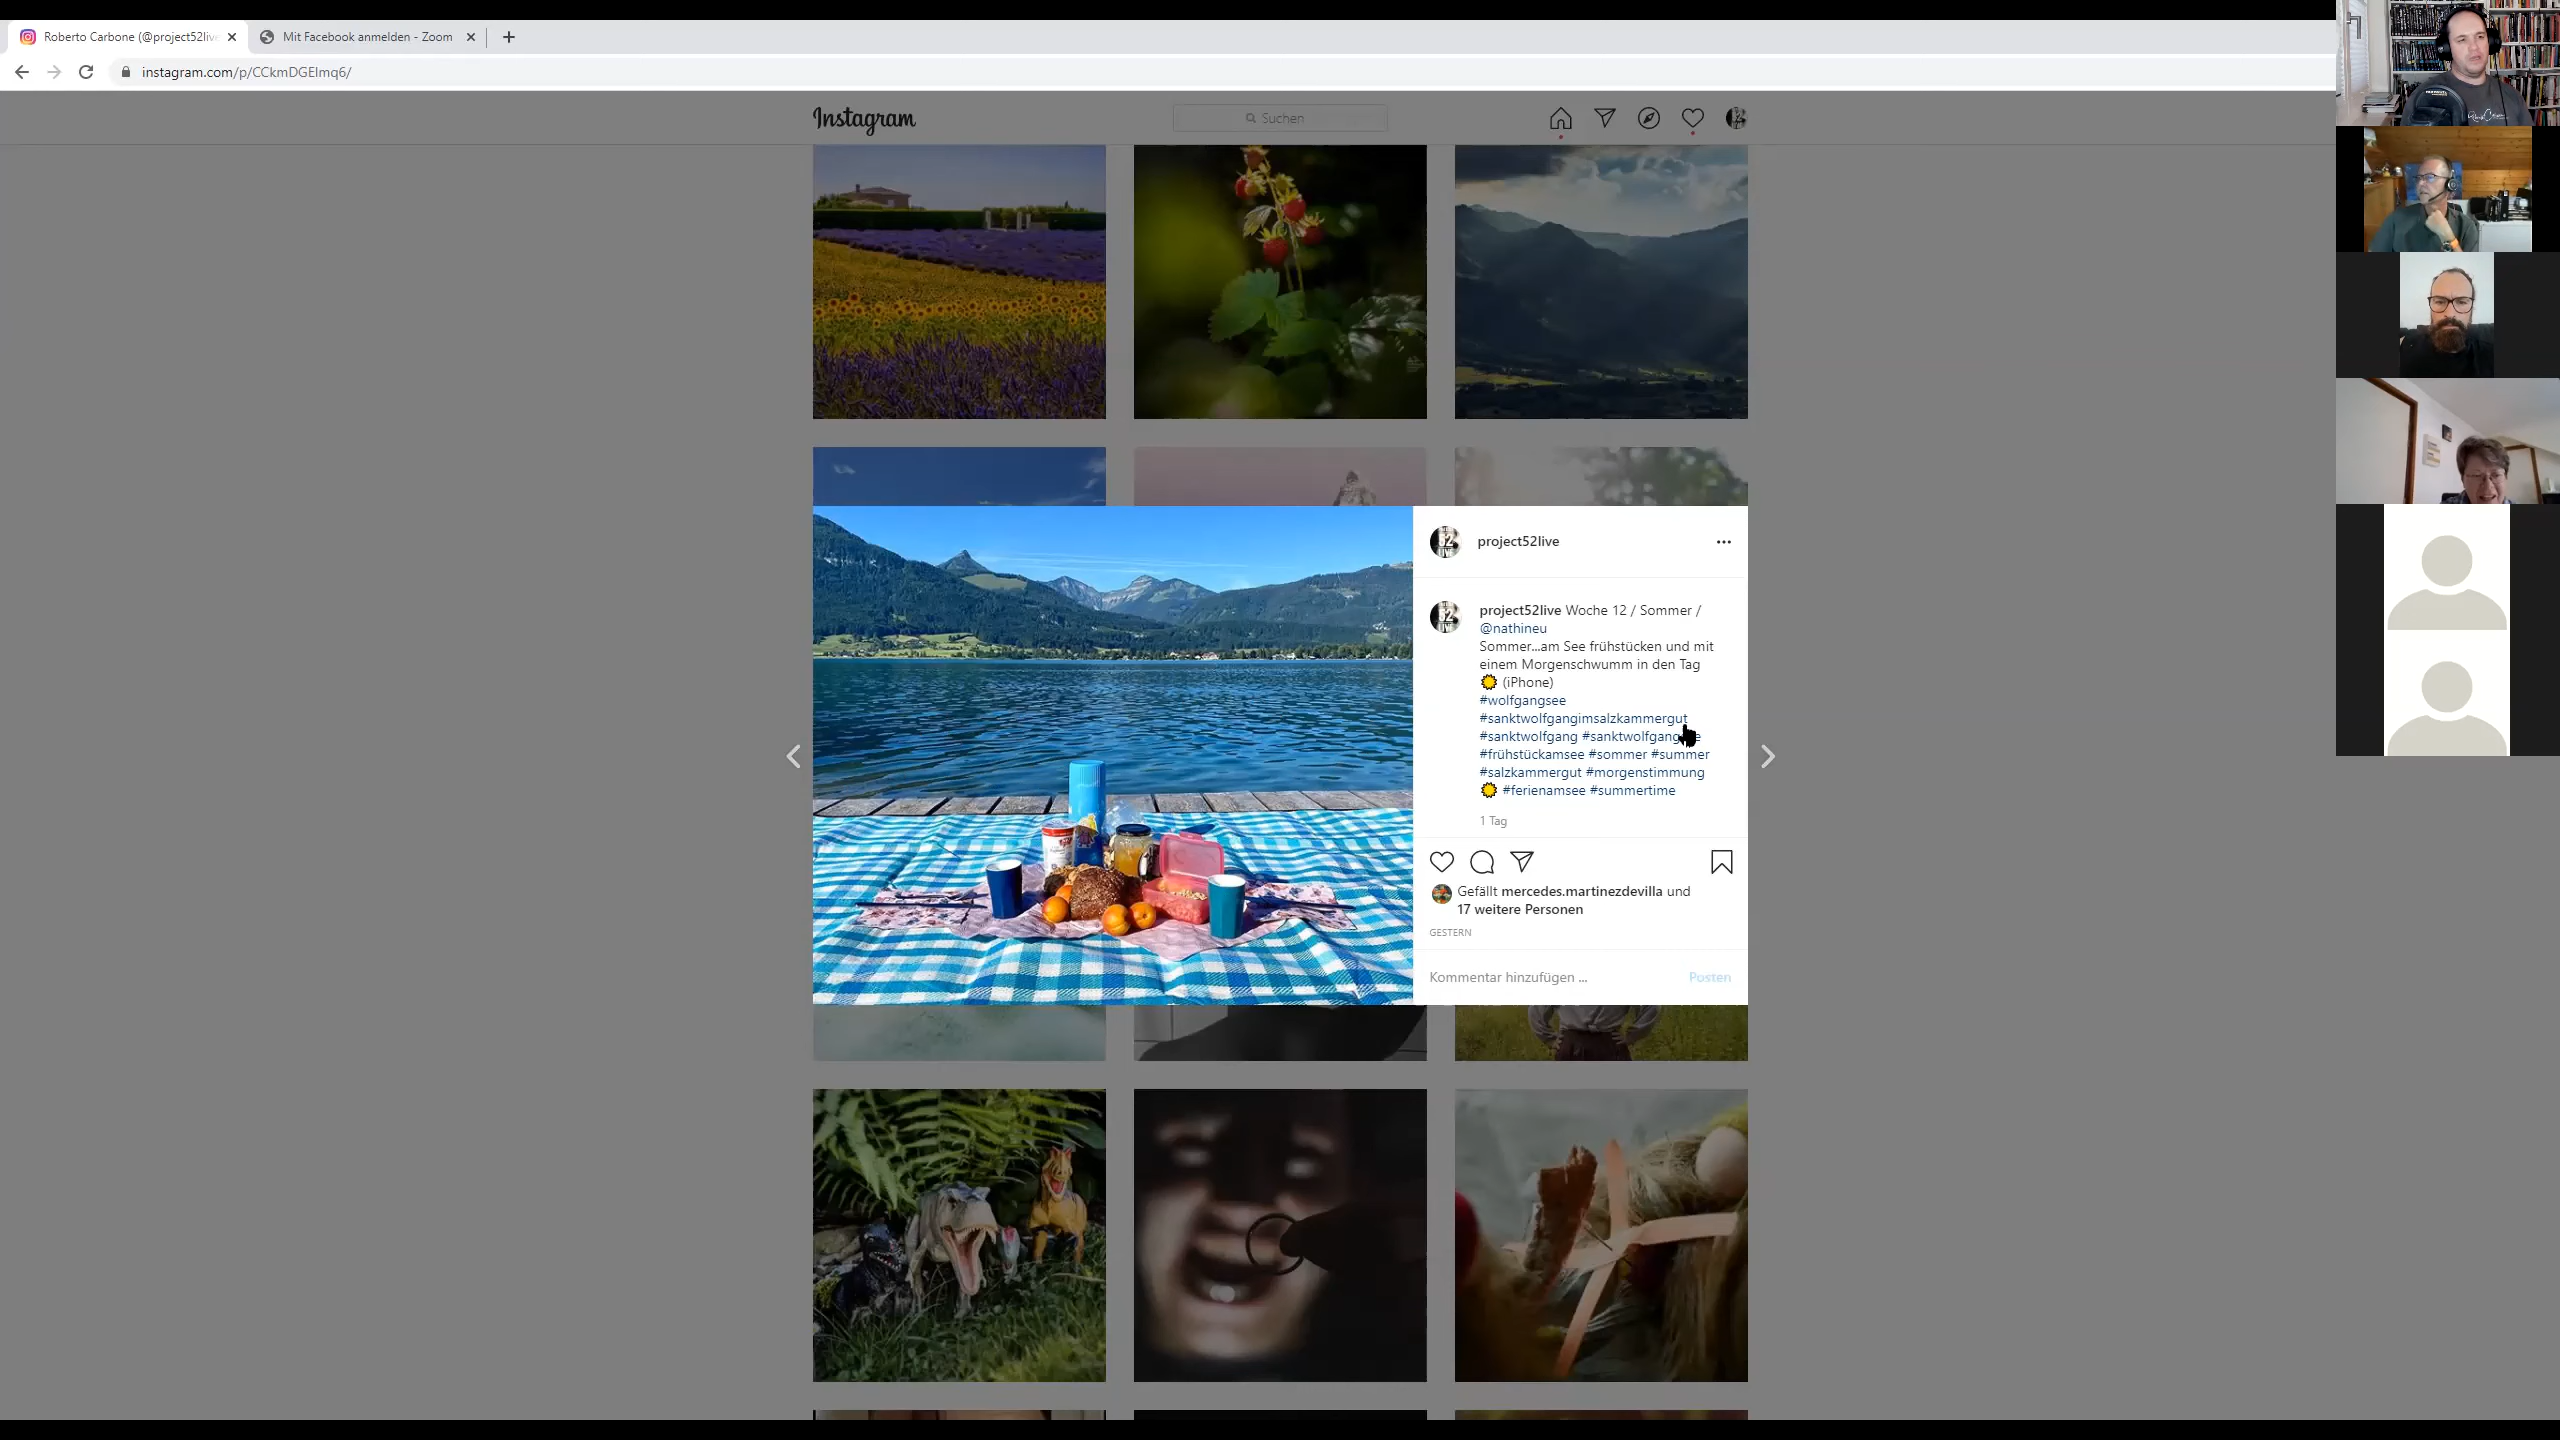 Roberto Carbone (@project52liv
Mit Facebook anmelden - Zoom
instagram.com/p/CCkmDGElmq6/
Instagram
Suchen
project52live
project52live Woche 12 / Sommer /
@nathineu
Sommer...am See frühstücken und mit
einem Morgenschwumm in den Tag
(iPhone)
#wolfgangsee
#sanktwolfgangimsalzkammergut
#sanktwolfgang
#frühstückamsee #sommer #summer
#salzkammergut #morgenstimmung
#ferienamsee #summertime
1 Tag
Gefällt mercedes.martinezdevilla und
17 weitere Personen
GESTERN
Kommentar hinzufügen ...
Posten